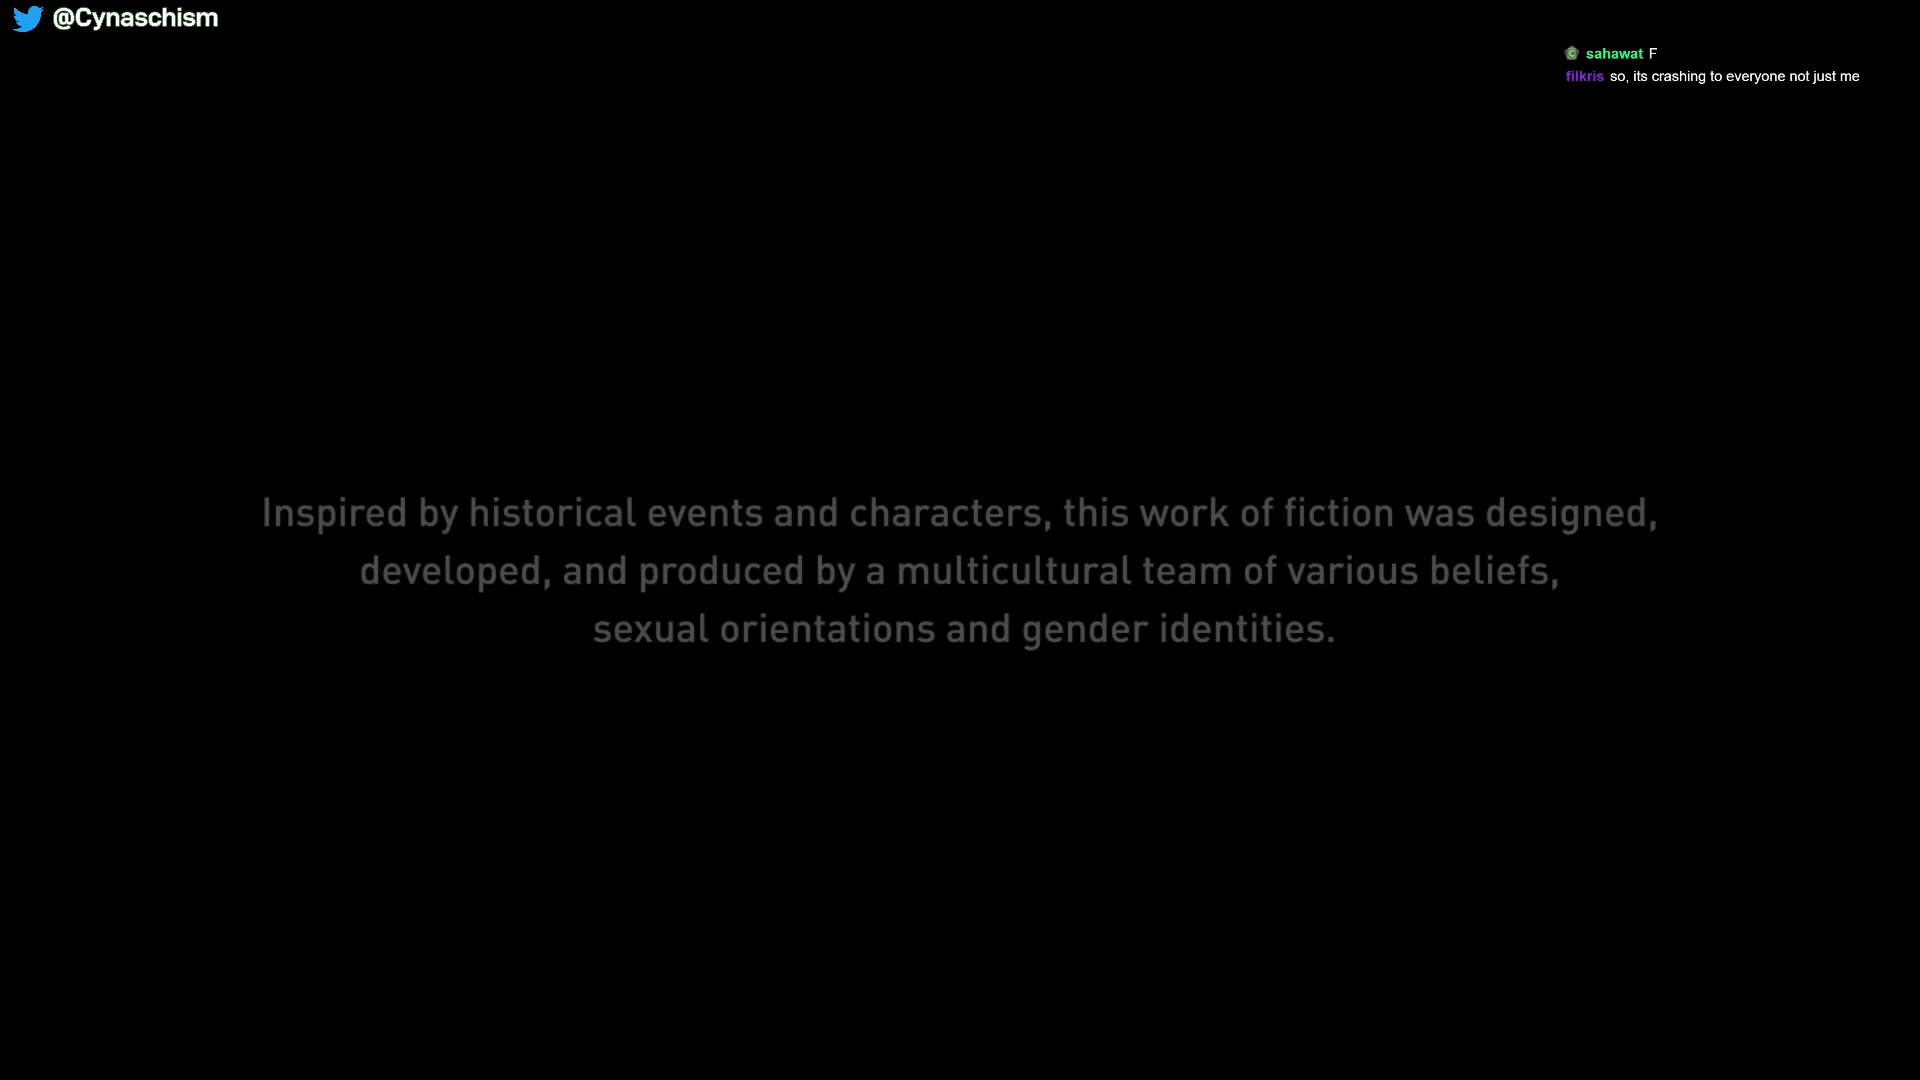 @Cynaschism
sahawat F
filkris so, its crashing to everyone not just me
Inspired by historical events and characters, this work of fiction was designed,
developed, and produced by a multicultural team of various beliefs,
sexual orientations and gender identities.